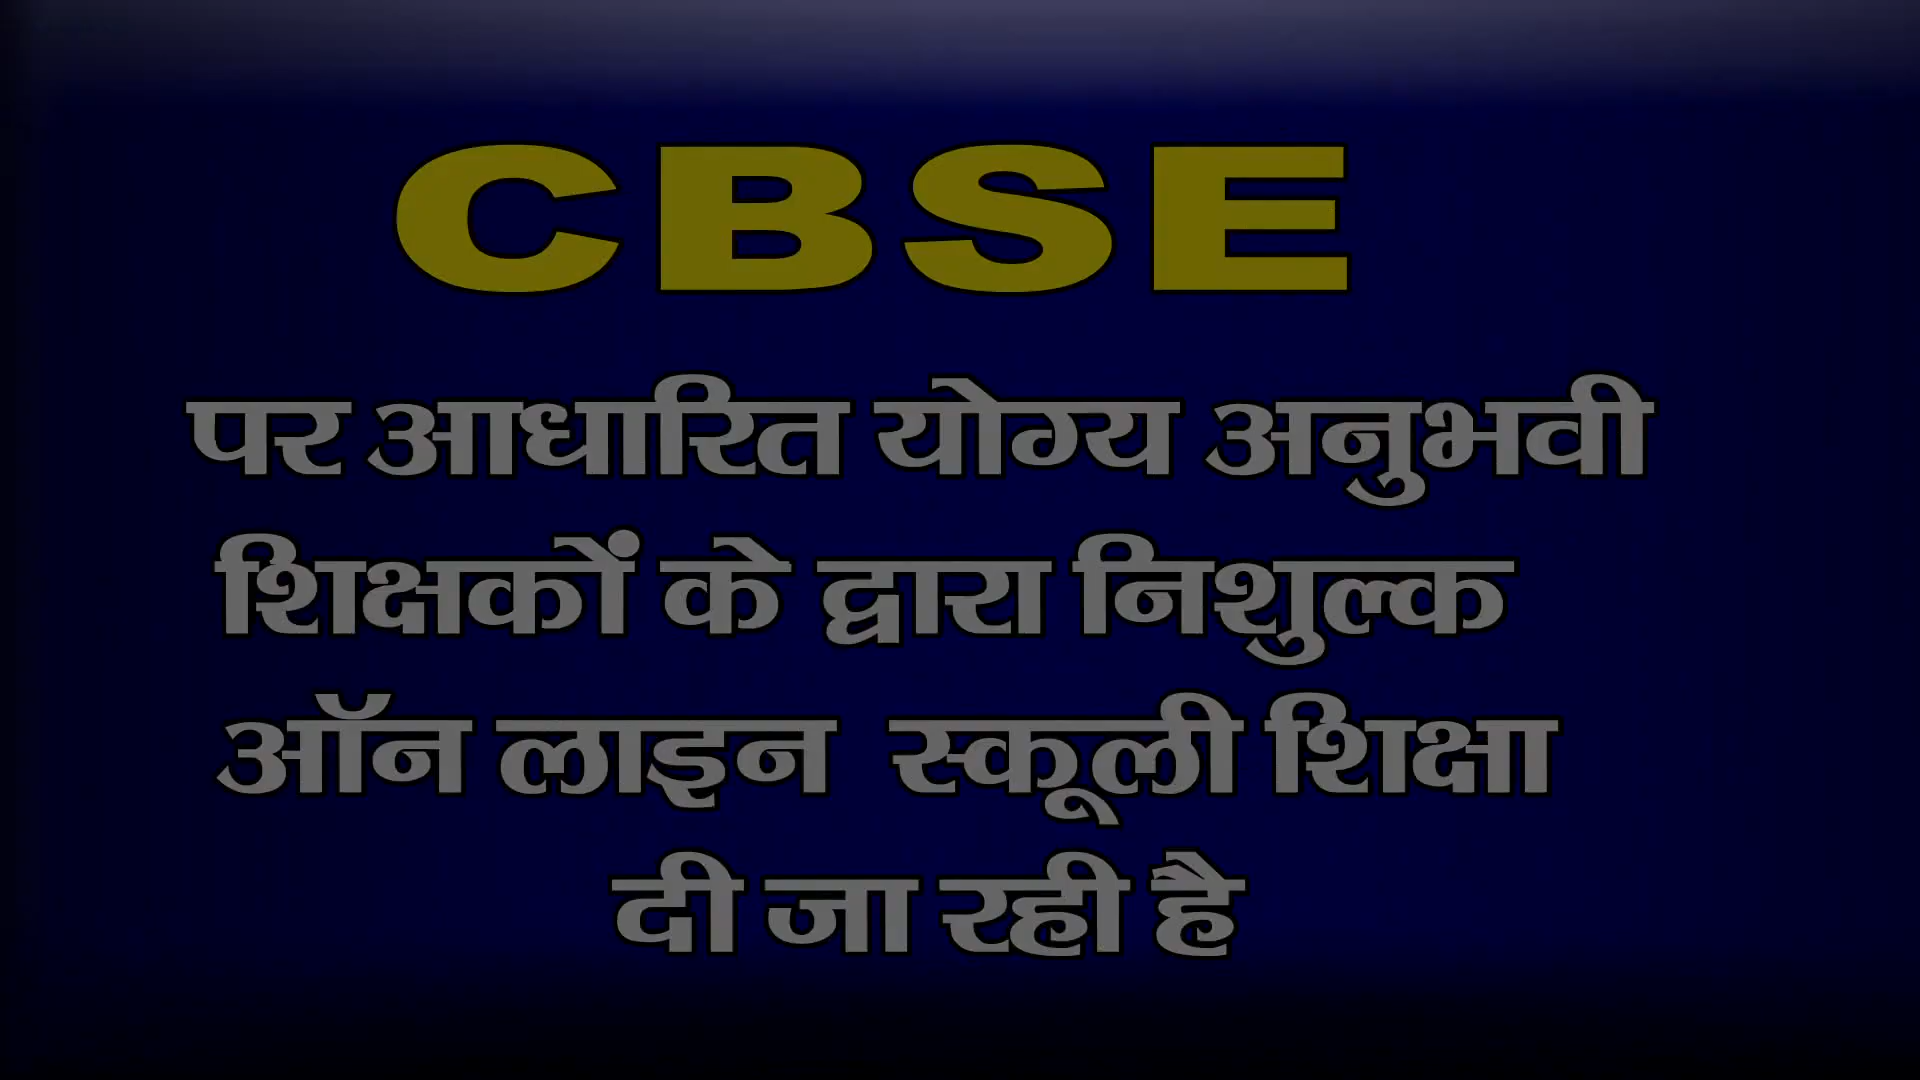 CBSE
पर आधारित योग्य अनुभवी
शिक्षकों के द्वारा निशुल्क
ऑन लाइन स्कूली शिक्षा
दी जा रही है